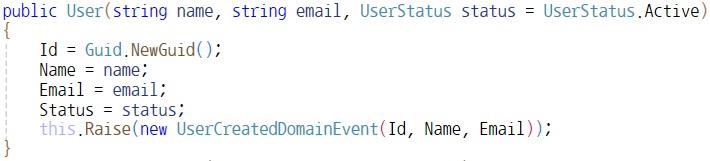 public User(string name, string email, UserStatus status = UserStatus.Active)
{
    Id = Guid.NewGuid();
    Name = name;
    Email = email;
    Status = status;
    this.Raise(new UserCreatedDomainEvent(Id, Name, Email));
}